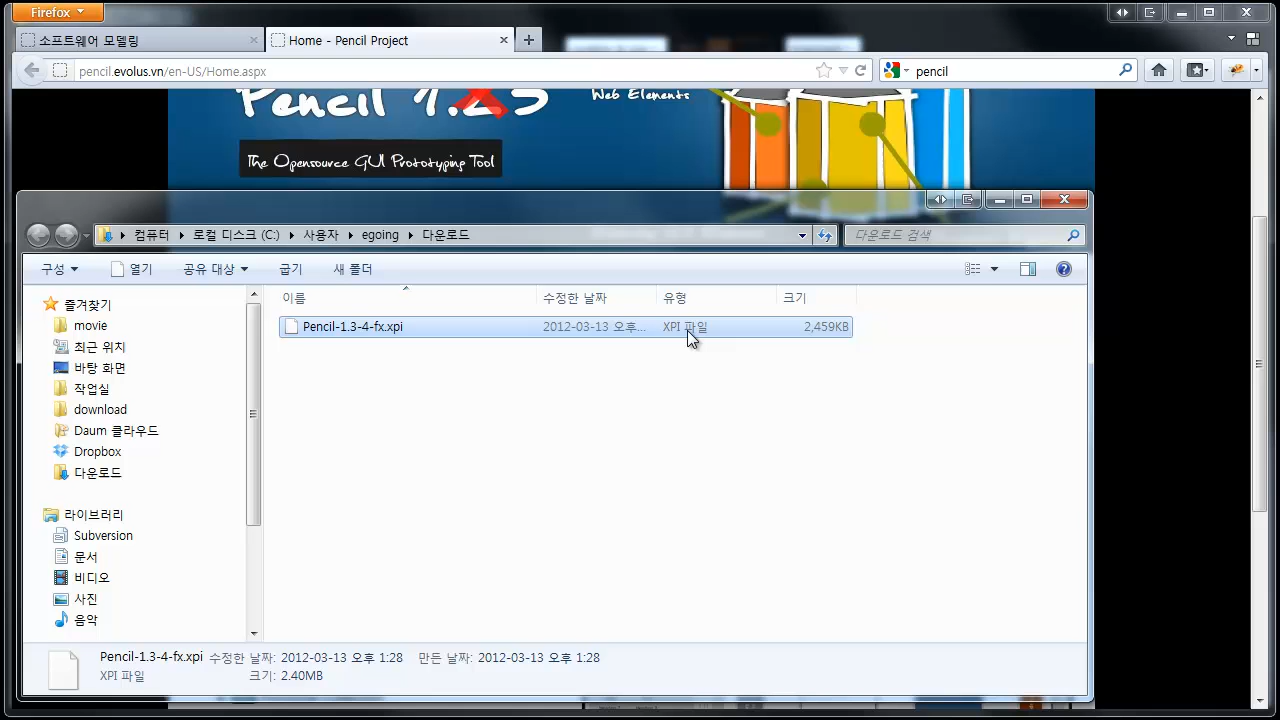 Firefox
소프트웨어 모델링
Home - Pencil Project
pencil.evolus.vn/en-US/Home.aspx
pencil
Pencil 1.
Web Elements
The Opensource GUI Prototyping Tool
컴퓨터 로컬 디스크 (C:) 사용자 egoing 다운로드
다운로드 검색
구성 열기 공유 대상 굽기 새 폴더
이름 수정한 날짜 유형 크기
Pencil-1.3-4-fx.xpi 2012-03-13 오후... XPI 파일 2,459KB
즐겨찾기
movie
최근 위치
바탕 화면
작업실
download
Daum 클라우드
Dropbox
다운로드
라이브러리
Subversion
문서
비디오
사진
음악
Pencil-1.3-4-fx.xpi 수정한 날짜: 2012-03-13 오후 1:28 만든 날짜: 2012-03-13 오후 1:28
XPI 파일 크기: 2.40MB